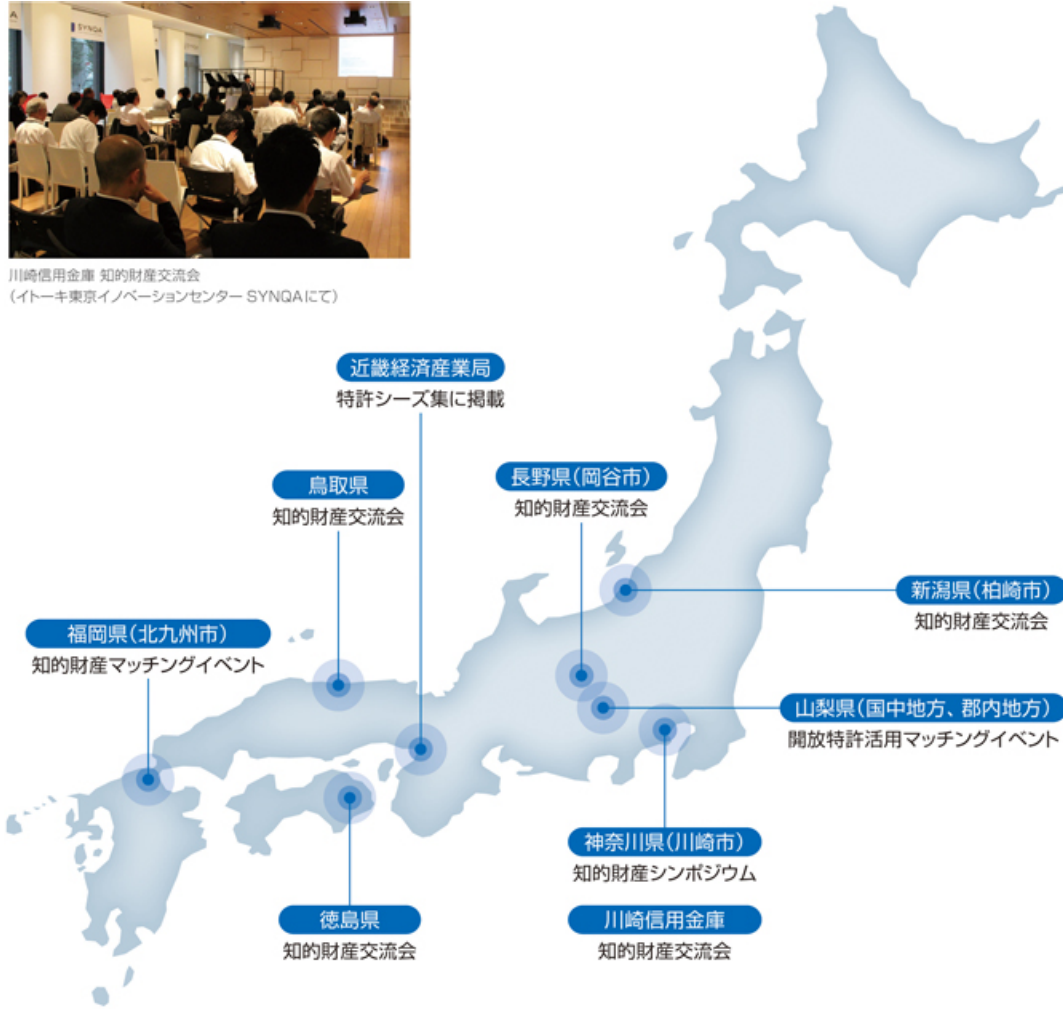 SYNQA
川崎信用金庫 知的財産交流会
（イトーキ東京イノベーションセンター SYNQAにて）
近畿経済産業局
特許シーズ集に掲載
鳥取県
知的財産交流会
長野県（岡谷市）
知的財産交流会
新潟県（柏崎市）
知的財産交流会
福岡県（北九州市）
知的財産マッチングイベント
山梨県（国中地方、郡内地方）
開放特許活用マッチングイベント
神奈川県（川崎市）
知的財産シンポジウム
徳島県
知的財産交流会
川崎信用金庫
知的財産交流会